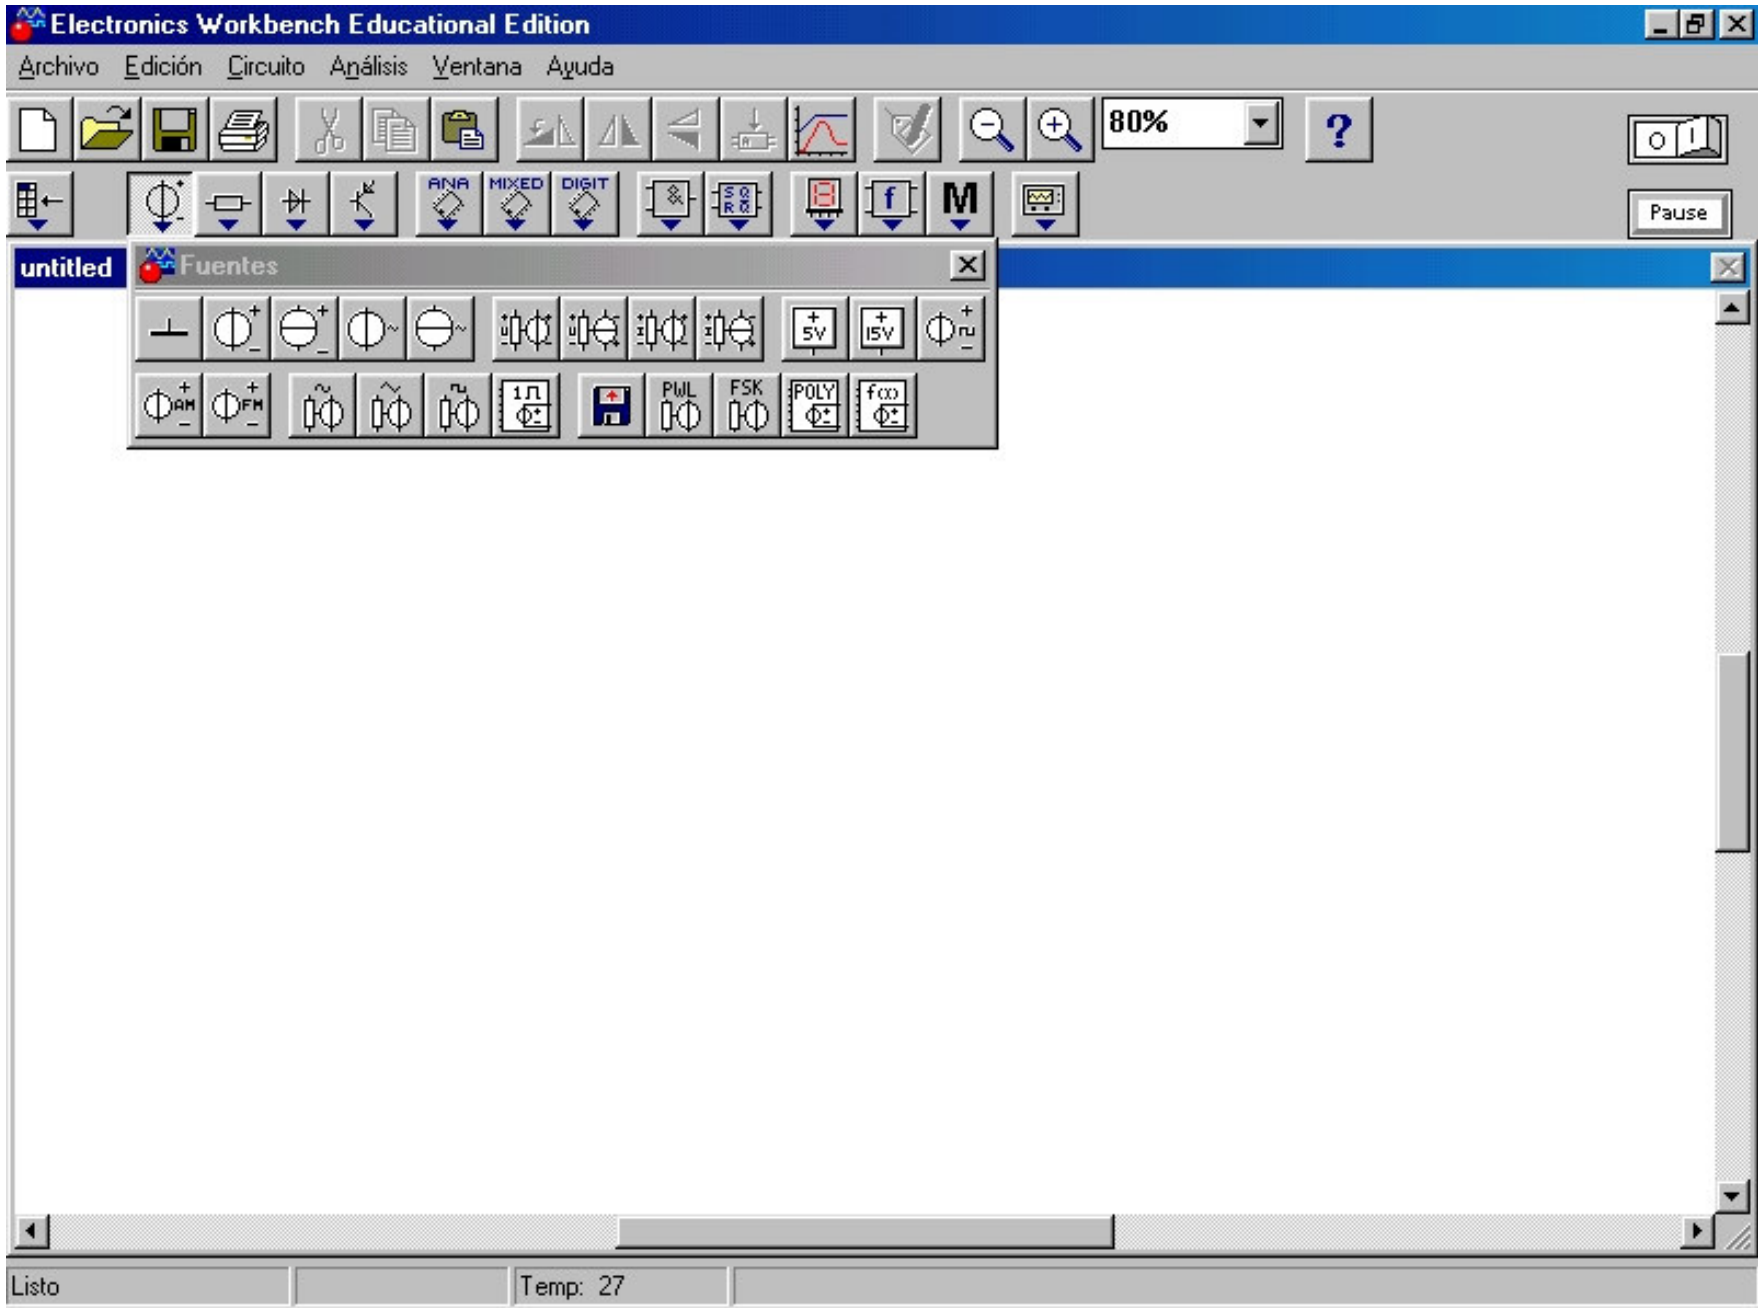 Electronics Workbench Educational Edition
Archivo Edición Circuito Análisis Ventana Ayuda
80% ?
O I
ANA MIXED DIGIT & S Q R Q f M
Pause
untitled Fuentes
5V 15V
AM FM 1 PWL FSK POLY f(x)
Listo Temp: 27